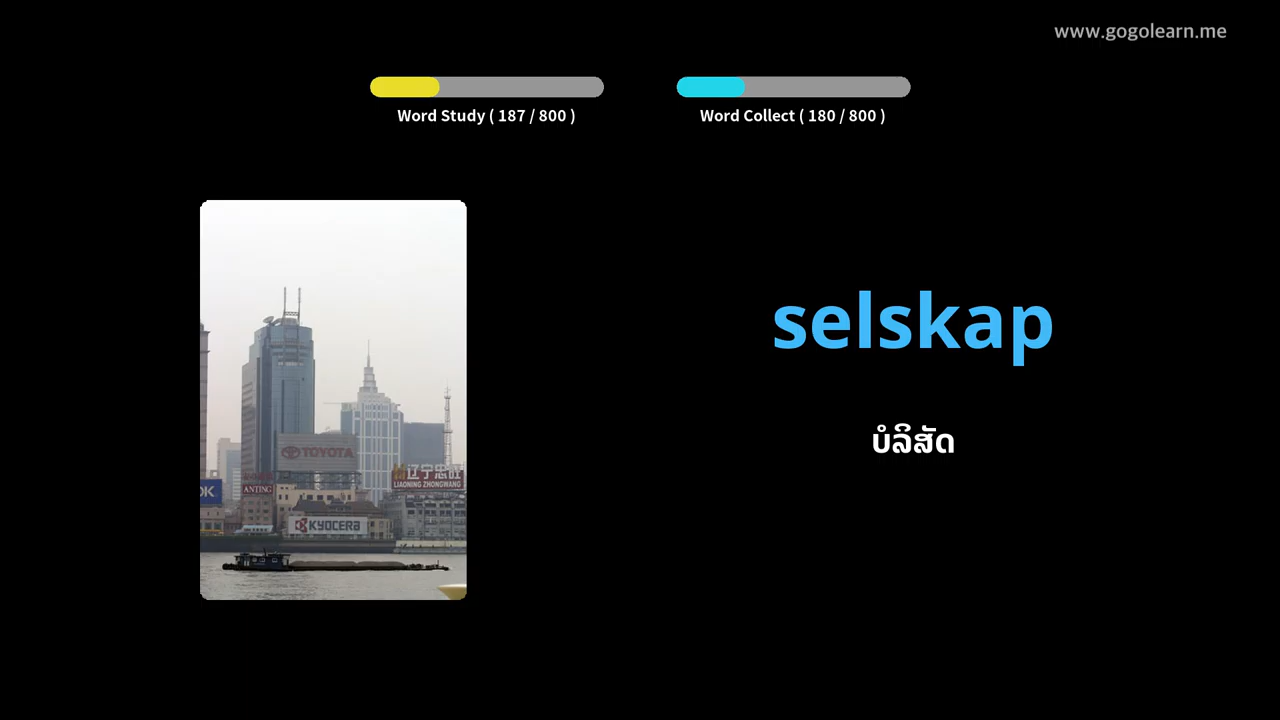 www.gogolearn.me
Word Study ( 187 / 800 )
Word Collect ( 180 / 800 )
selskap
ບໍລິສັດ
TOYOTA
辽宁忠旺
LIAONING ZHONGWANG
OK
ANTING
KYOCERA